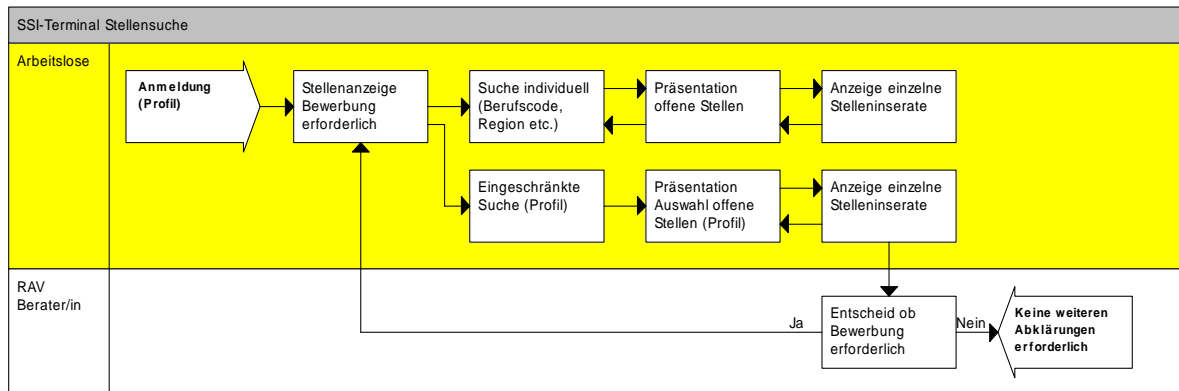 SSI-Terminal Stellensuche
Arbeitslose
Anmeldung
(Profil)
Stellenanzeige
Bewerbung
erforderlich
Suche individuell
(Berufscode,
Region etc.)
Präsentation
offene Stellen
Anzeige einzelne
Stelleninserate
Eingeschränkte
Suche (Profil)
Präsentation
Auswahl offene
Stellen (Profil)
Anzeige einzelne
Stelleninserate
RAV
Berater/in
Ja
Entscheid ob
Bewerbung
erforderlich
Nein
Keine weiteren
Abklärungen
erforderlich